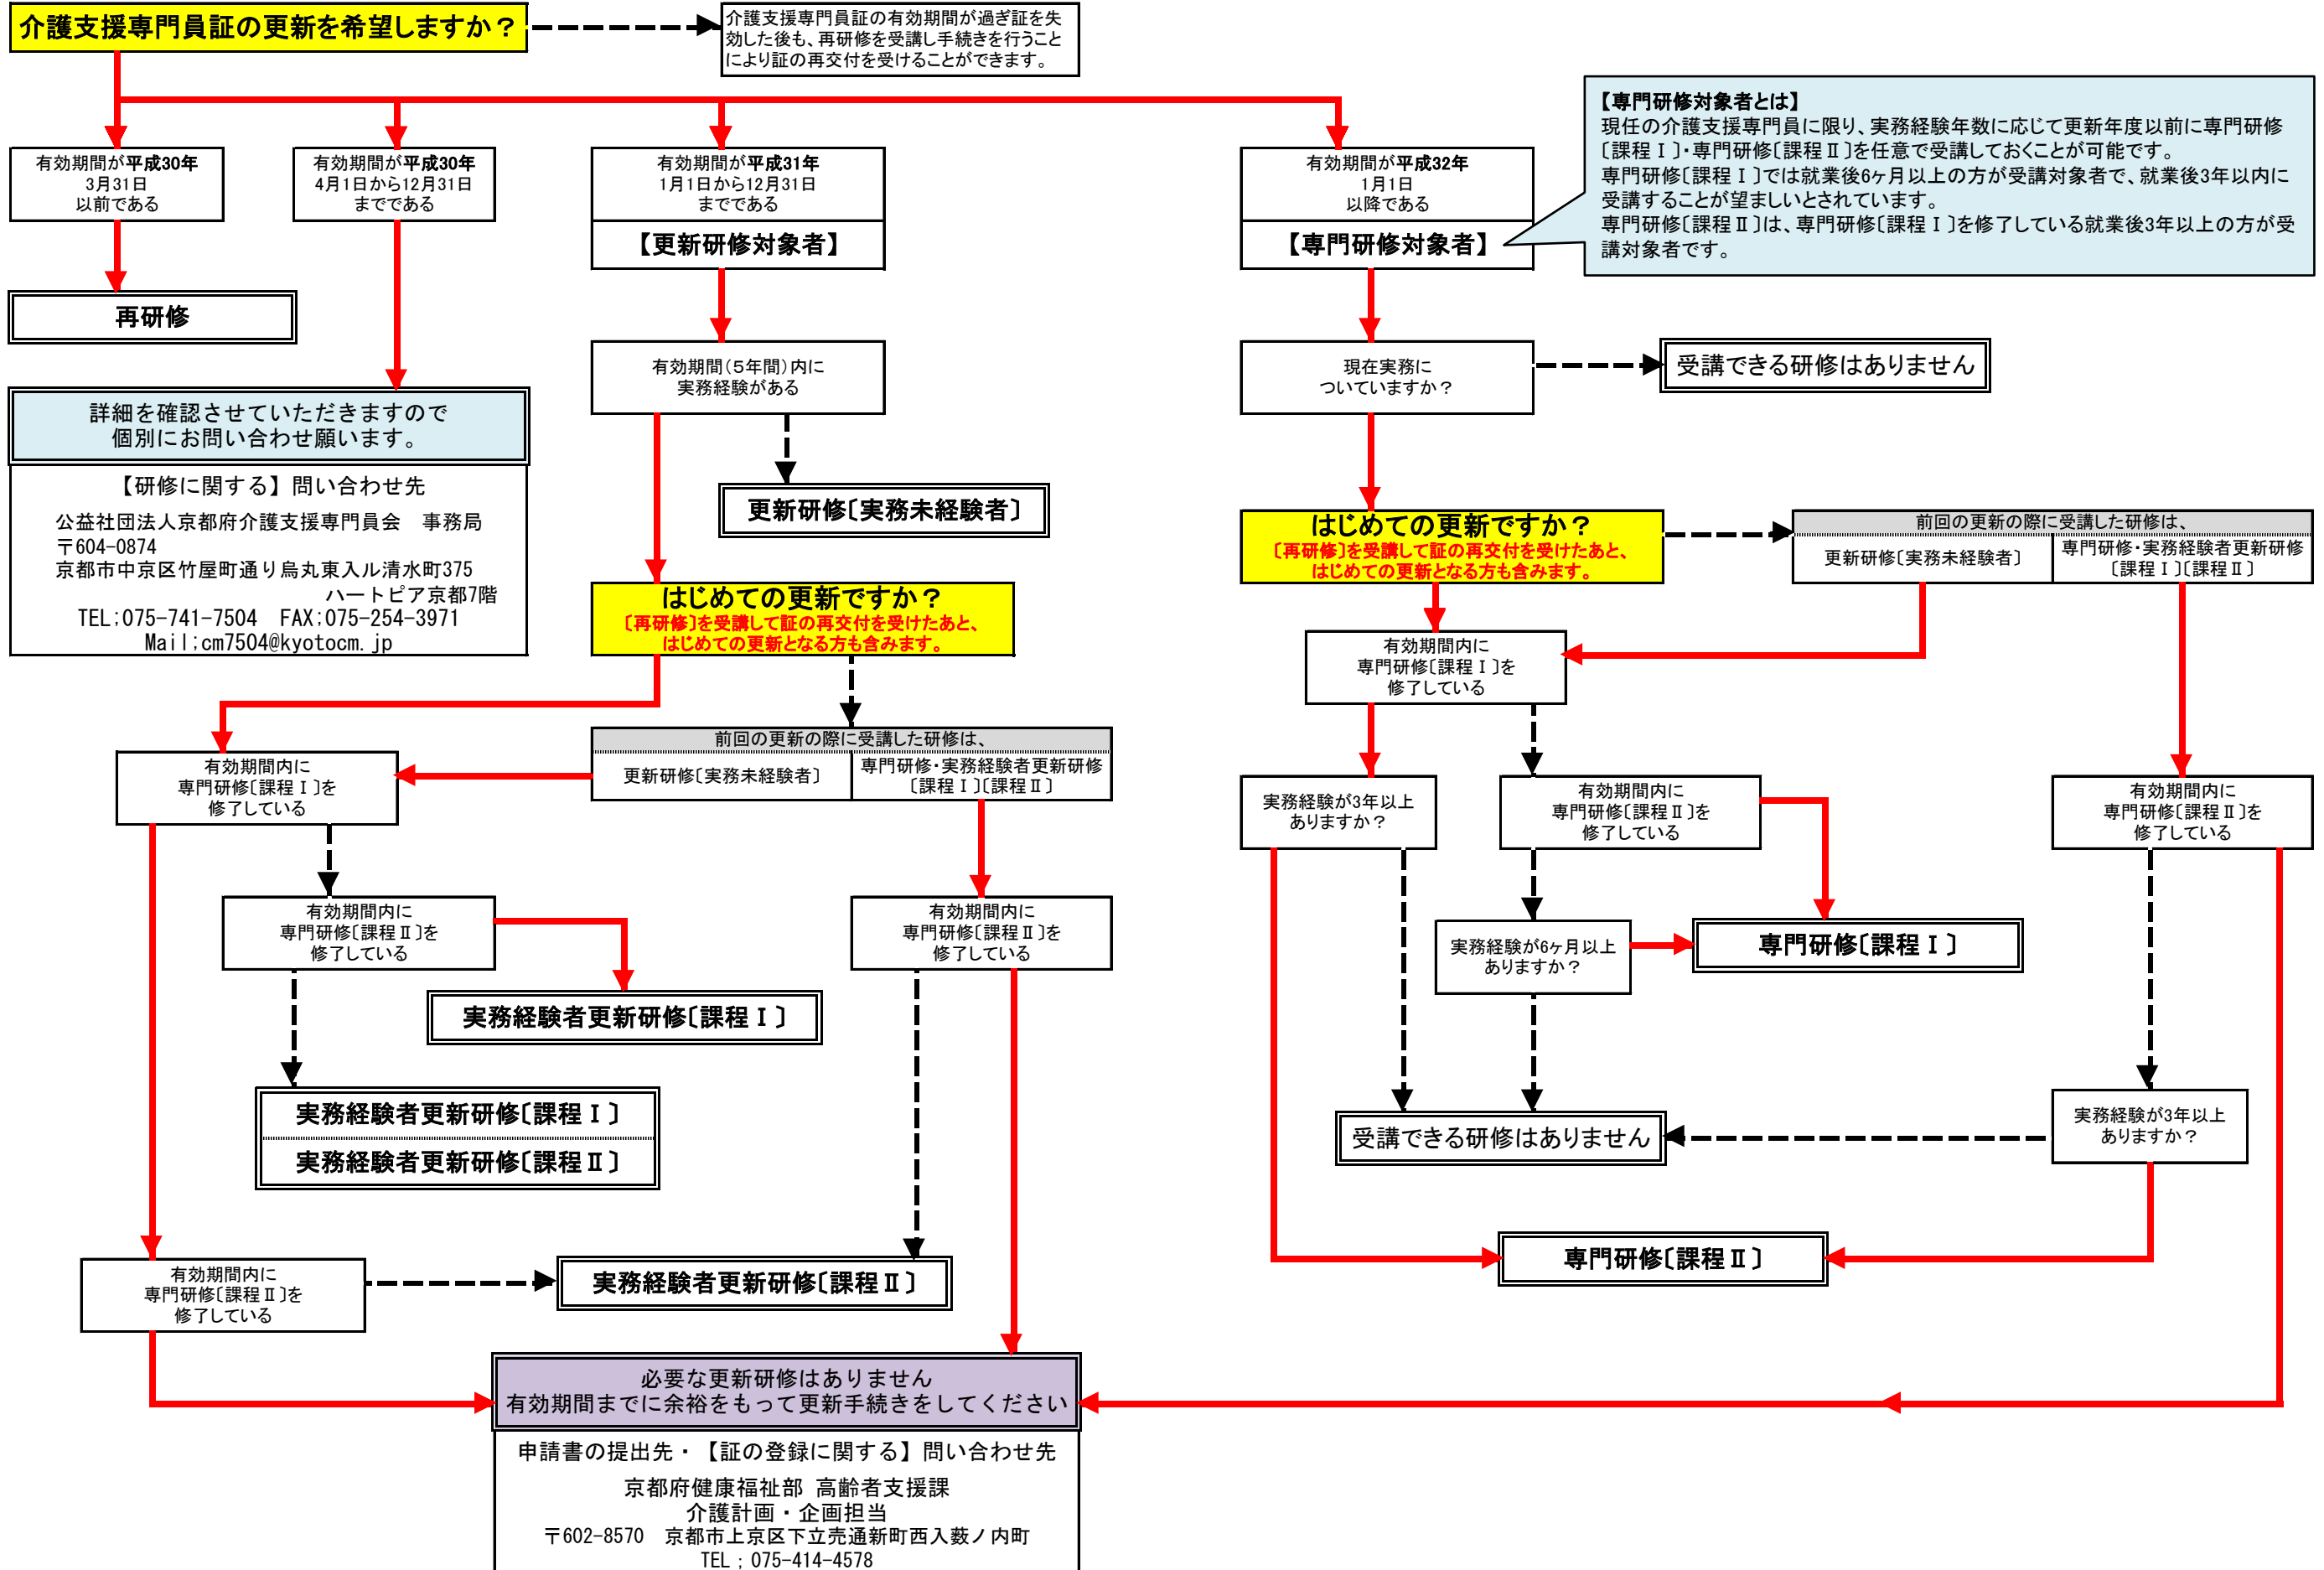 介護支援専門員証の更新を希望しますか？
介護支援専門員証の有効期間が過ぎ証を失
効した後も、再研修を受講し手続きを行うこと
により証の再交付を受けることができます。
有効期間が平成30年
3月31日
以前である
有効期間が平成30年
4月1日から12月31日
までである
有効期間が平成31年
1月1日から12月31日
までである
【更新研修対象者】
有効期間が平成32年
1月1日
以降である
【専門研修対象者】
【専門研修対象者とは】
現任の介護支援専門員に限り、実務経験年数に応じて更新年度以前に専門研修
〔課程Ⅰ〕・専門研修〔課程Ⅱ〕を任意で受講しておくことが可能です。
専門研修〔課程Ⅰ〕では就業後6ヶ月以上の方が受講対象者で、就業後3年以内に
受講することが望ましいとされています。
専門研修〔課程Ⅱ〕は、専門研修〔課程Ⅰ〕を修了している就業後3年以上の方が受
講対象者です。
再研修
詳細を確認させていただきますので
個別にお問い合わせ願います。
【研修に関する】問い合わせ先
公益社団法人京都府介護支援専門員会　事務局
〒604-0874
京都市中京区竹屋町通り烏丸東入ル清水町375
ハートピア京都7階
TEL;075-741-7504　FAX;075-254-3971
Mail;cm7504@kyotocm.jp
有効期間（５年間）内に
実務経験がある
更新研修〔実務未経験者〕
はじめての更新ですか？
〔再研修〕を受講して証の再交付を受けたあと、
はじめての更新となる方も含みます。
前回の更新の際に受講した研修は、
更新研修〔実務未経験者〕
専門研修・実務経験者更新研修
〔課程Ⅰ〕〔課程Ⅱ〕
有効期間内に
専門研修〔課程Ⅰ〕を
修了している
有効期間内に
専門研修〔課程Ⅱ〕を
修了している
有効期間内に
専門研修〔課程Ⅱ〕を
修了している
実務経験者更新研修〔課程Ⅰ〕
実務経験者更新研修〔課程Ⅰ〕
実務経験者更新研修〔課程Ⅱ〕
有効期間内に
専門研修〔課程Ⅱ〕を
修了している
実務経験者更新研修〔課程Ⅱ〕
現在実務に
ついていますか？
受講できる研修はありません
はじめての更新ですか？
〔再研修〕を受講して証の再交付を受けたあと、
はじめての更新となる方も含みます。
前回の更新の際に受講した研修は、
更新研修〔実務未経験者〕
専門研修・実務経験者更新研修
〔課程Ⅰ〕〔課程Ⅱ〕
有効期間内に
専門研修〔課程Ⅰ〕を
修了している
実務経験が3年以上
ありますか？
有効期間内に
専門研修〔課程Ⅱ〕を
修了している
有効期間内に
専門研修〔課程Ⅱ〕を
修了している
実務経験が6ヶ月以上
ありますか？
専門研修〔課程Ⅰ〕
受講できる研修はありません
実務経験が3年以上
ありますか？
専門研修〔課程Ⅱ〕
必要な更新研修はありません
有効期間までに余裕をもって更新手続きをしてください
申請書の提出先・【証の登録に関する】問い合わせ先
京都府健康福祉部 高齢者支援課
介護計画・企画担当
〒602-8570　京都市上京区下立売通新町西入薮ノ内町
TEL；075-414-4578